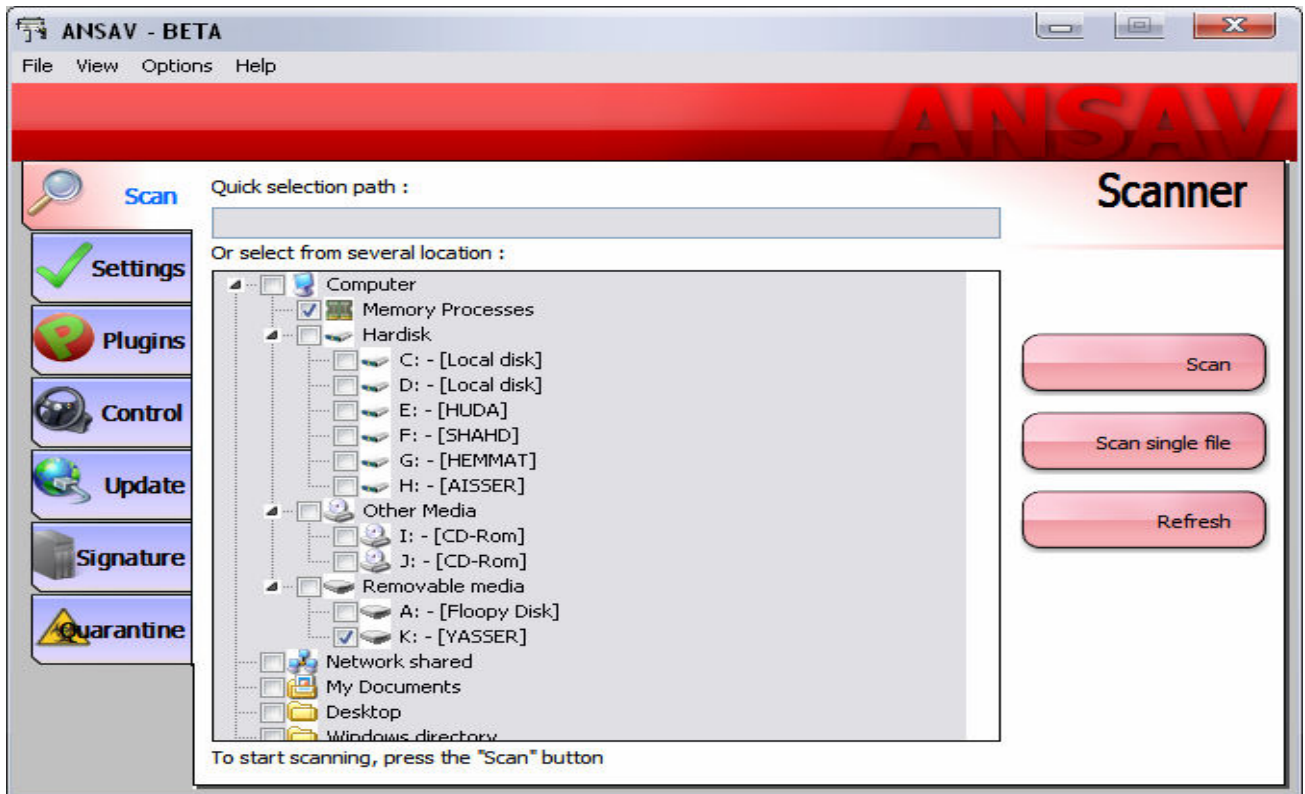 ANSAV - BETA
File View Options Help
ANSAV
Scan
Settings
Plugins
Control
Update
Signature
Quarantine
Quick selection path :
Or select from several location :
Computer
Memory Processes
Hardisk
C: - [Local disk]
D: - [Local disk]
E: - [HUDA]
F: - [SHAHD]
G: - [HEMMAT]
H: - [AISSER]
Other Media
I: - [CD-Rom]
J: - [CD-Rom]
Removable media
A: - [Floopy Disk]
K: - [YASSER]
Network shared
My Documents
Desktop
Windows directory
To start scanning, press the "Scan" button
Scanner
Scan
Scan single file
Refresh